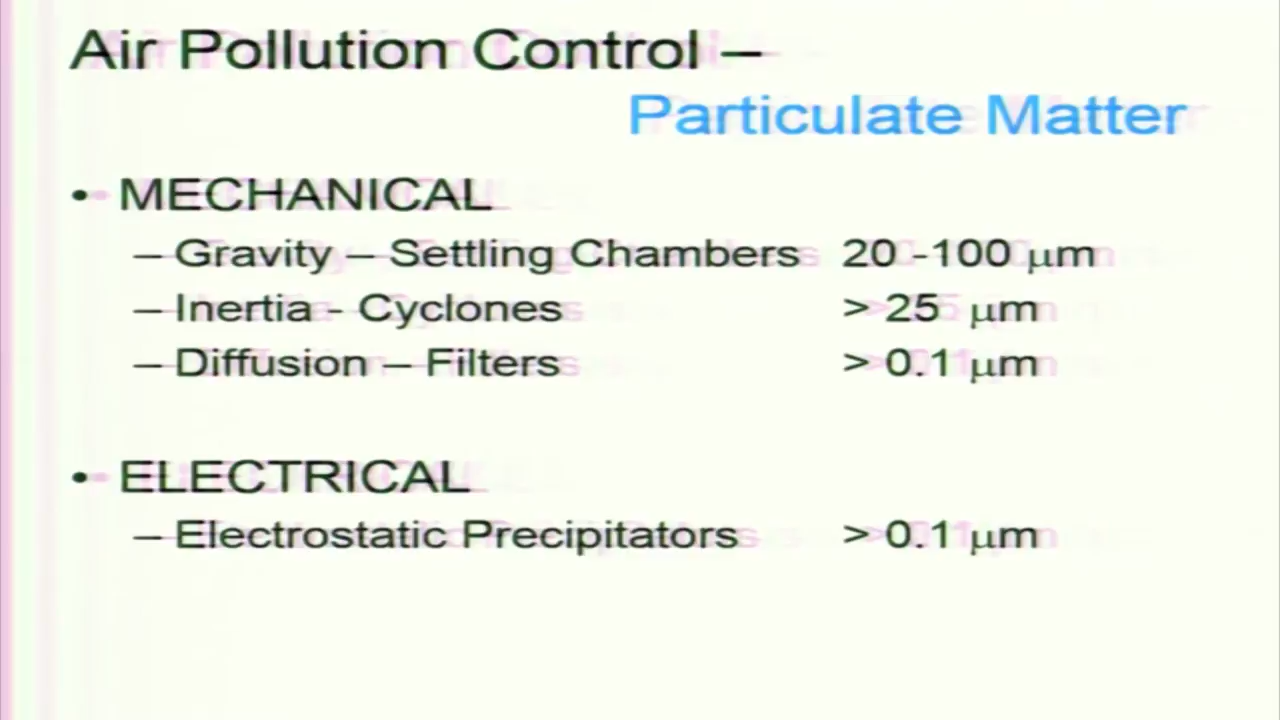 Air Pollution Control –
Particulate Matter
• MECHANICAL
– Gravity – Settling Chambers 20 -100 μm
– Inertia - Cyclones > 25 μm
– Diffusion – Filters > 0.1 μm
• ELECTRICAL
– Electrostatic Precipitators > 0.1 μm